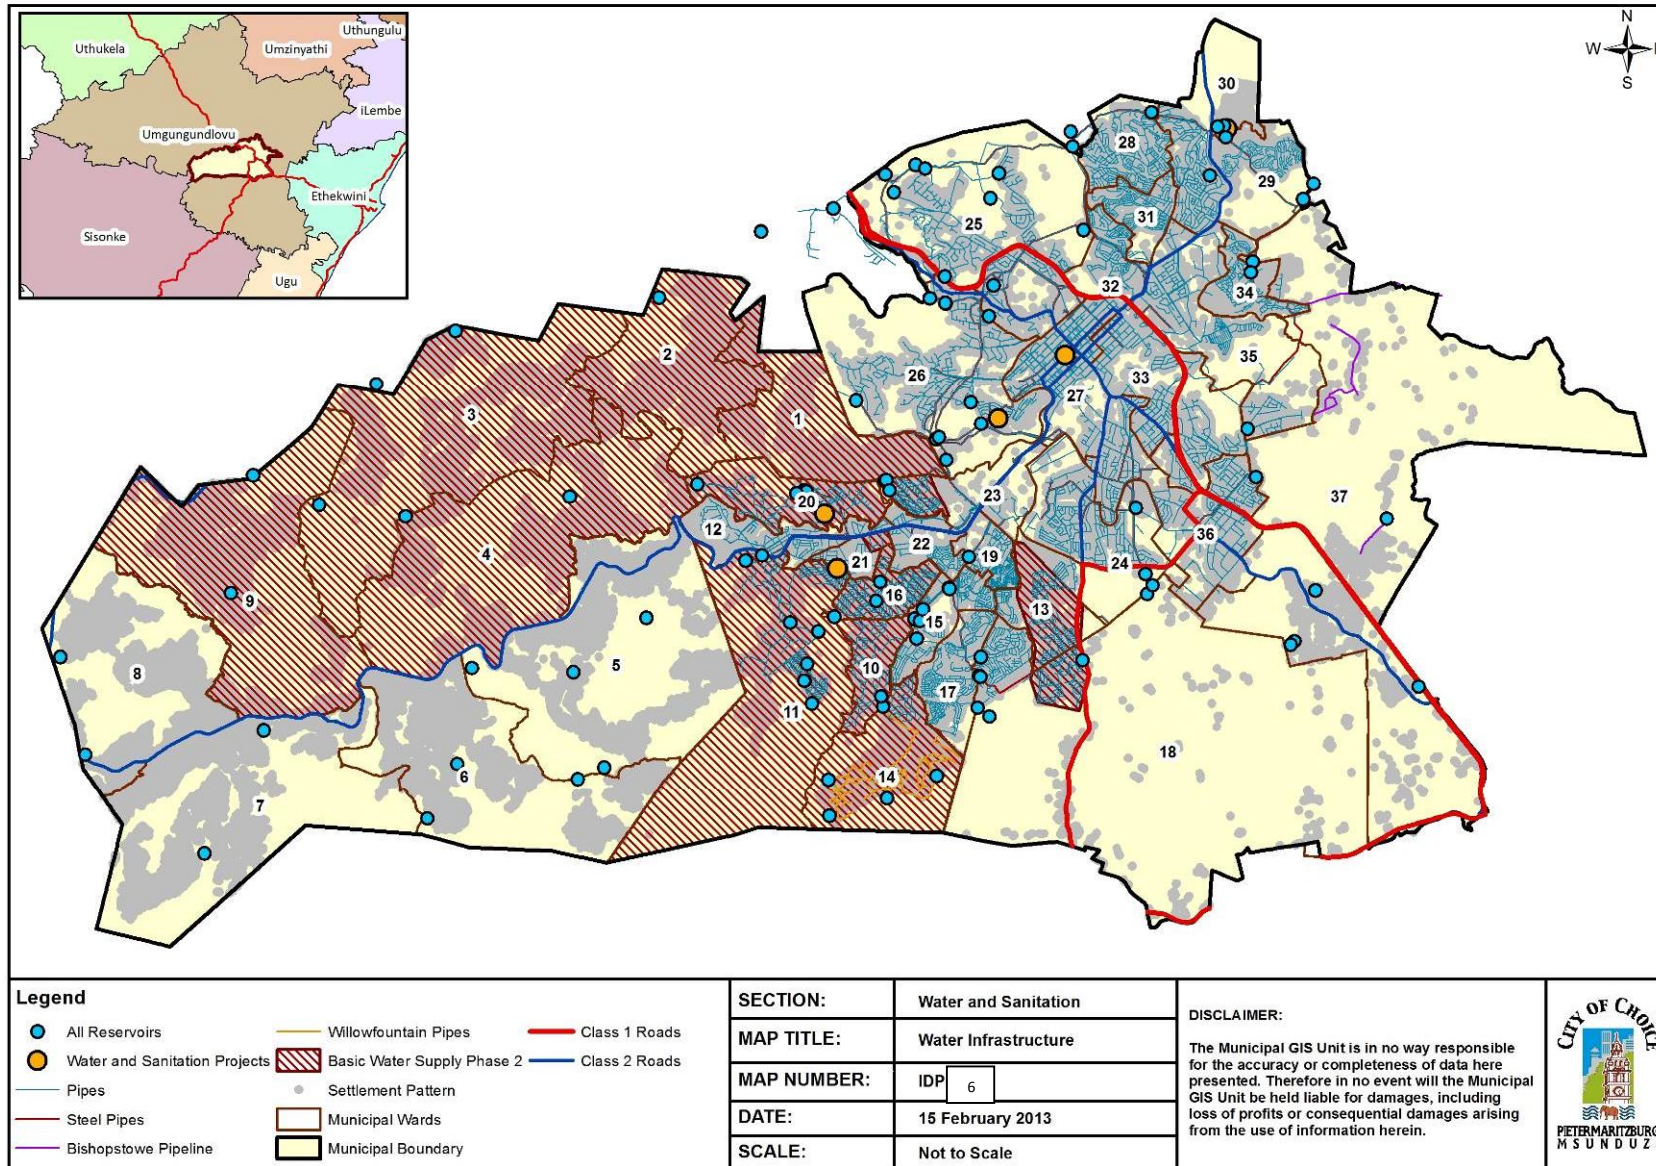 Uthukela
Umzinyathi
Uthungulu
iLembe
Umgungundlovu
Ethekwini
Sisonke
Ugu
N
W
S
30
28
29
25
31
32
34
2
35
26
33
3
27
1
37
23
20
12
36
22
4
21
19
24
16
13
9
15
5
10
8
17
11
18
6
14
7
Legend
All Reservoirs
Water and Sanitation Projects
Pipes
Steel Pipes
Bishopstowe Pipeline
Willowfountain Pipes
Basic Water Supply Phase 2
Settlement Pattern
Municipal Wards
Municipal Boundary
Class 1 Roads
Class 2 Roads
SECTION: Water and Sanitation
MAP TITLE: Water Infrastructure
MAP NUMBER: IDP 6
DATE: 15 February 2013
SCALE: Not to Scale
DISCLAIMER:
The Municipal GIS Unit is in no way responsible
for the accuracy or completeness of data here
presented. Therefore in no event will the Municipal
GIS Unit be held liable for damages, including
loss of profits or consequential damages arising
from the use of information herein.
CITY OF CHOICE
PIETERMARITZBURG
MSUNDUZ